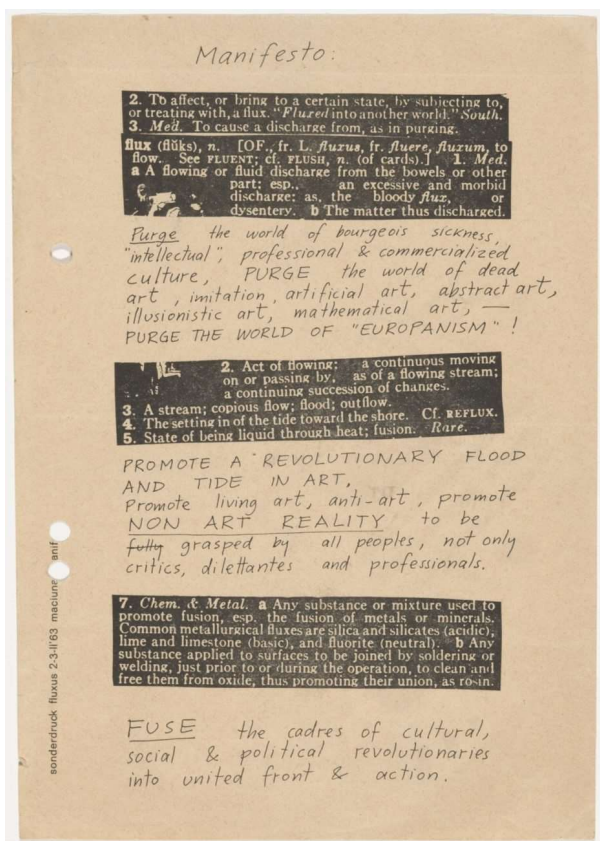 Manifesto:
2. To affect, or bring to a certain state, by subjecting to,
or treating with, a flux. "Fluxed into another world." South.
3. Med. To cause a discharge from, as in purging.
flux (flŭks), n. [OF., fr. L. fluxus, fr. fluere, fluxum, to
flow. See FLUENT; cf. FLUSH, n. (of cards).] 1. Med.
a A flowing or fluid discharge from the bowels or other
part; esp., an excessive and morbid
discharge: as, the bloody flux, or
dysentery. b The matter thus discharged.
Purge the world of bourgeois sickness,
"intellectual", professional & commercialized
culture, PURGE the world of dead
art, imitation, artificial art, abstract art,
illusionistic art, mathematical art, —
PURGE THE WORLD OF "EUROPANISM"!
2. Act of flowing: a continuous moving
on or passing by, as of a flowing stream;
a continuing succession of changes.
3. A stream; copious flow; flood; outflow.
4. The setting in of the tide toward the shore. Cf. REFLUX.
5. State of being liquid through heat; fusion. Rare.
PROMOTE A REVOLUTIONARY FLOOD
AND TIDE IN ART,
Promote living art, anti-art, promote
NON ART REALITY to be
fully grasped by all peoples, not only
critics, dilettantes and professionals.
7. Chem. & Metal. a Any substance or mixture used to
promote fusion, esp. the fusion of metals or minerals.
Common metallurgical fluxes are silica and silicates (acidic),
lime and limestone (basic), and fluorite (neutral). b Any
substance applied to surfaces to be joined by soldering or
welding, just prior to or during the operation, to clean and
free them from oxide, thus promoting their union, as rosin.
FUSE the cadres of cultural,
social & political revolutionaries
into united front & action.
sonderdruck fluxus 2-3-II'63 maciuna anif